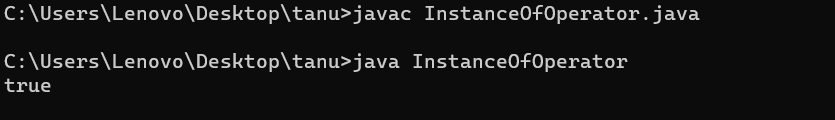 C:\Users\Lenovo\Desktop\tanu>javac InstanceOfOperator.java
C:\Users\Lenovo\Desktop\tanu>java InstanceOfOperator
true